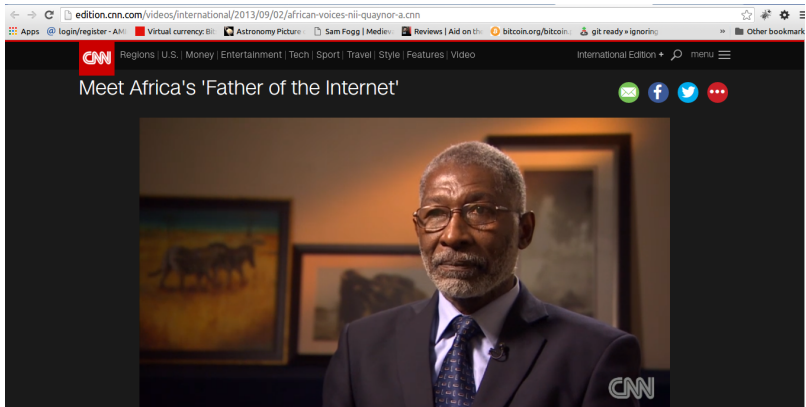 edition.cnn.com/videos/international/2013/09/02/african-voices-nii-quaynor-a.cnn
Apps login/register - AMI Virtual currency: Bit Astronomy Picture Sam Fogg | Mediev Reviews | Aid on th bitcoin.org/bitcoin. git ready » ignoring » Other bookmark
CNN Regions | U.S. | Money | Entertainment | Tech | Sport | Travel | Style | Features | Video International Edition + menu
Meet Africa's 'Father of the Internet'
CNN